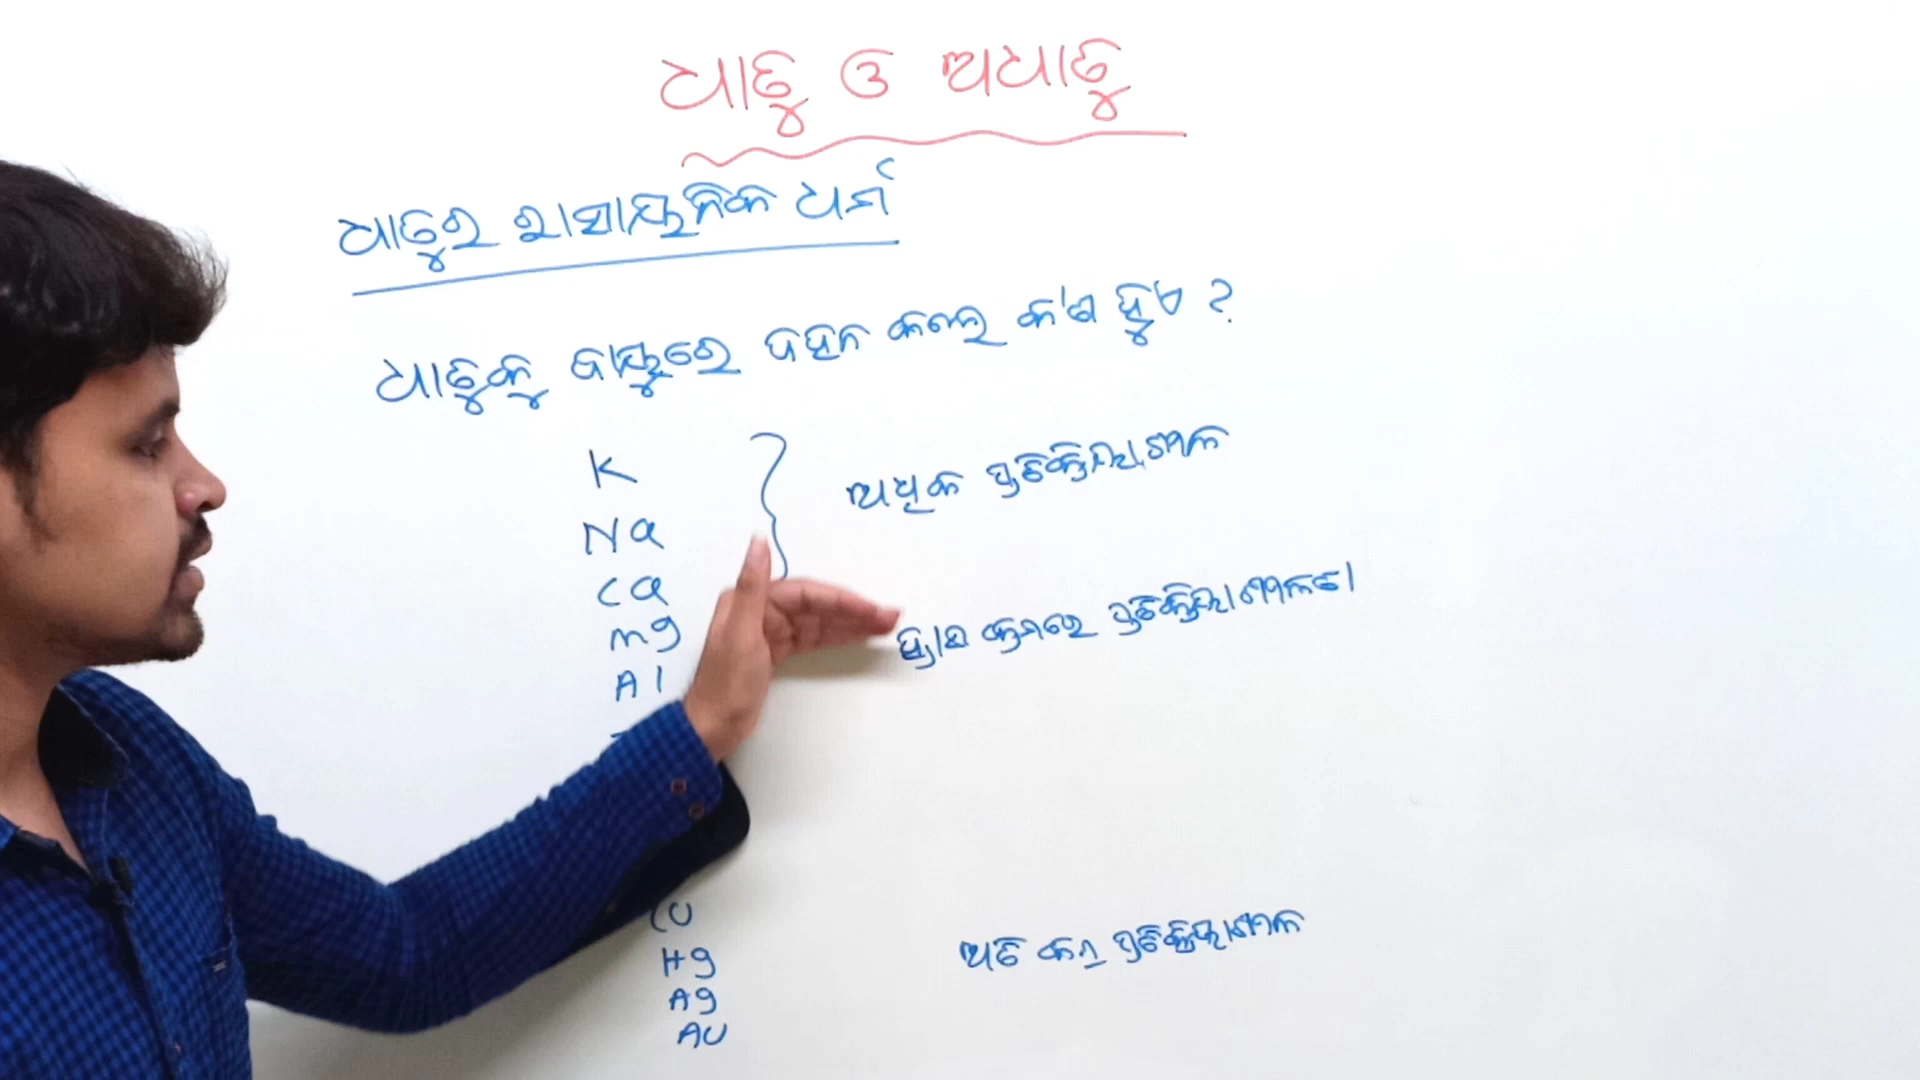 ଧାତୁ ଓ ଅଧାତୁ
ଧାତୁର ରାସାୟନିକ ଧର୍ମ
ଧାତୁକୁ ବାୟୁରେ ଦହନ କଲେ କ'ଣ ହୁଏ ?
K
ଅଧିକ ପ୍ରତିକ୍ରିୟାଶୀଳ
Na
Ca
ହ୍ରାସ କ୍ରମରେ ପ୍ରତିକ୍ରିୟାଶୀଳତା
Mg
Al
Cu
ଅତି କମ୍ ପ୍ରତିକ୍ରିୟାଶୀଳ
Hg
Ag
Au